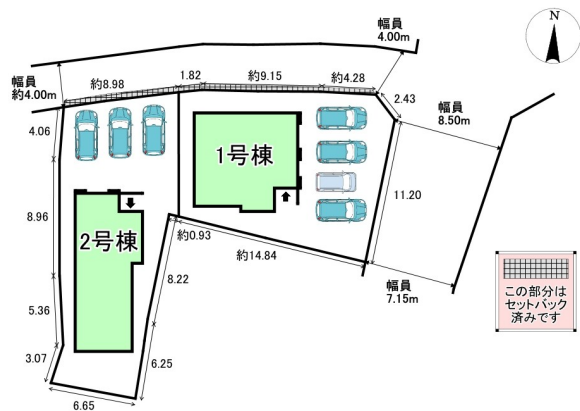 N
幅員
4.00m
幅員
約4.00m
約8.98
1.82
約9.15
約4.28
2.43
幅員
8.50m
4.06
1号棟
11.20
8.96
2号棟
約0.93
約14.84
8.22
幅員
7.15m
5.36
3.07
6.25
6.65
この部分は
セットバック
済みです